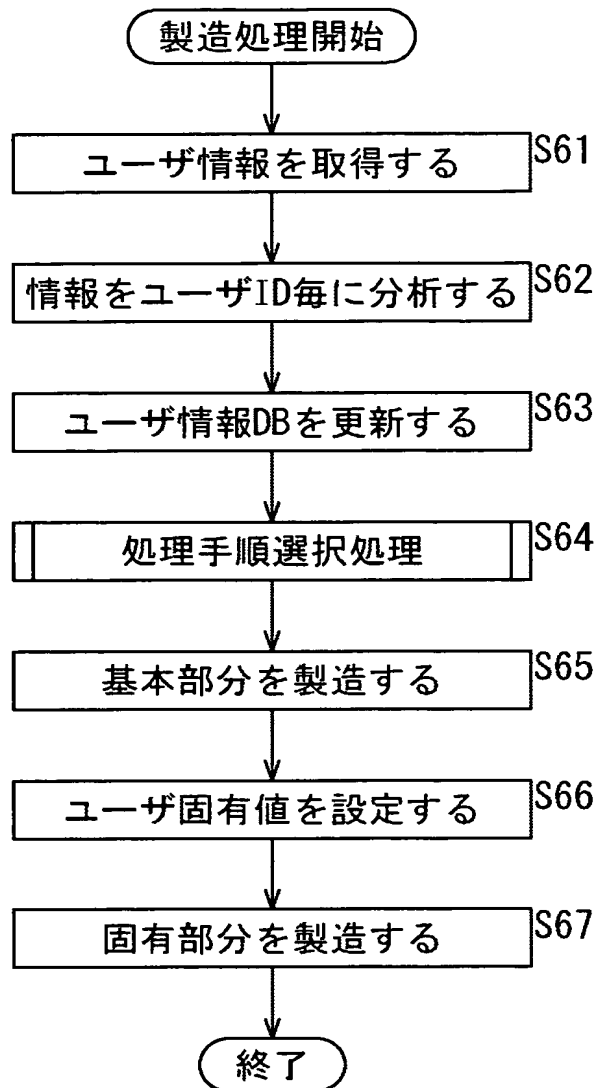 製造処理開始
ユーザ情報を取得する
S61
情報をユーザID毎に分析する
S62
ユーザ情報DBを更新する
S63
処理手順選択処理
S64
基本部分を製造する
S65
ユーザ固有値を設定する
S66
固有部分を製造する
S67
終了